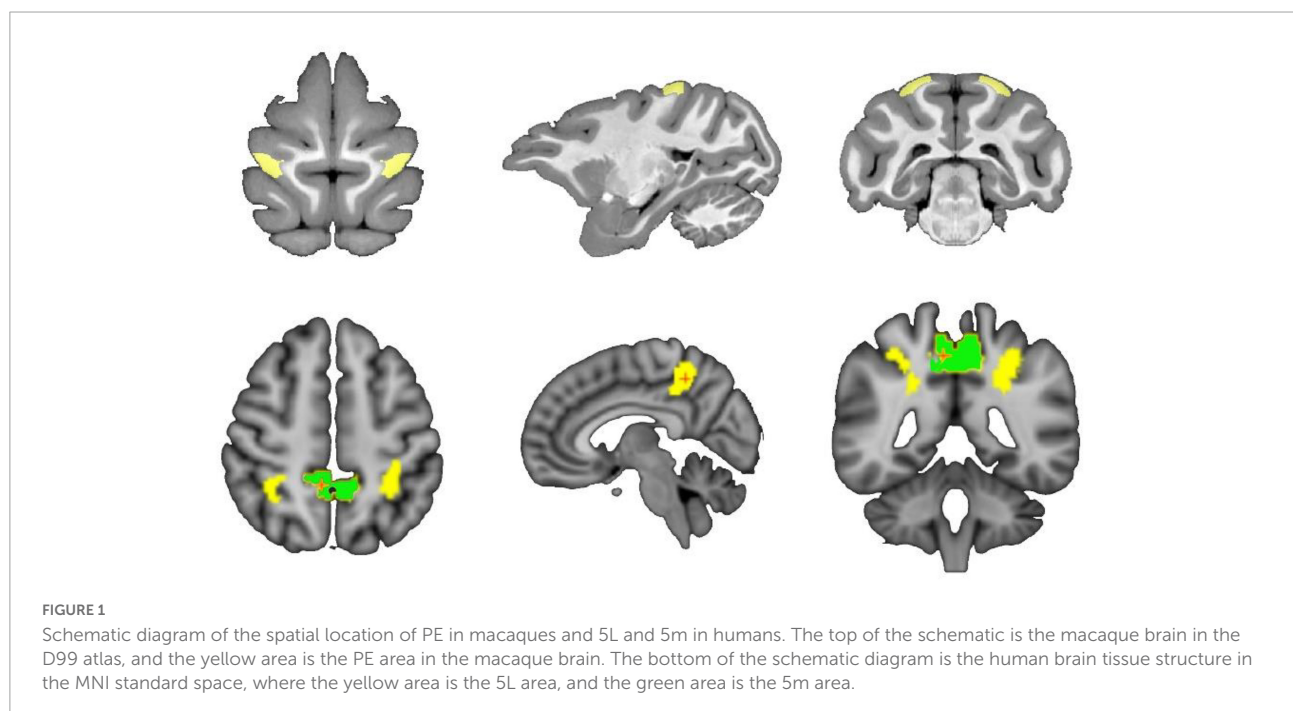 FIGURE 1
Schematic diagram of the spatial location of PE in macaques and 5L and 5m in humans. The top of the schematic is the macaque brain in the
D99 atlas, and the yellow area is the PE area in the macaque brain. The bottom of the schematic diagram is the human brain tissue structure in
the MNI standard space, where the yellow area is the 5L area, and the green area is the 5m area.